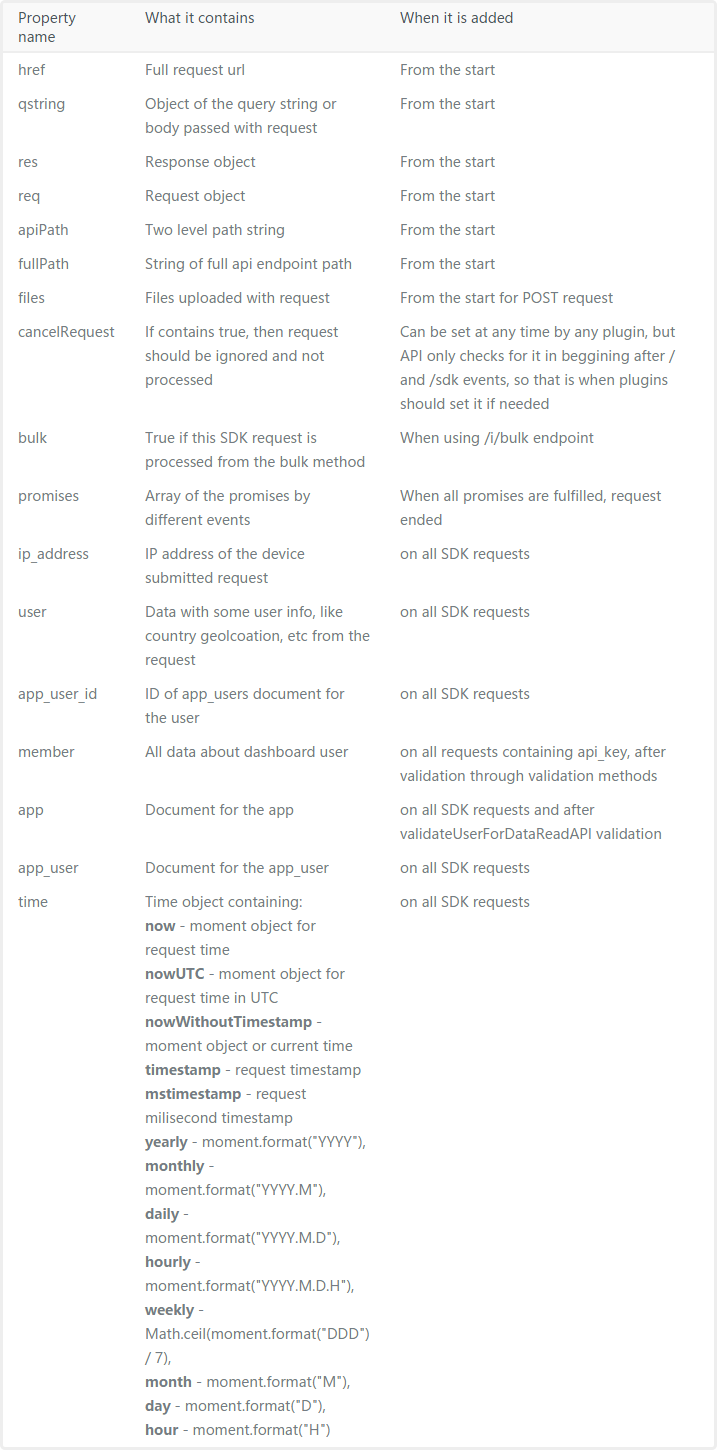 Property name
What it contains
When it is added
href
Full request url
From the start
qstring
Object of the query string or
body passed with request
From the start
res
Response object
From the start
req
Request object
From the start
apiPath
Two level path string
From the start
fullPath
String of full api endpoint path
From the start
files
Files uploaded with request
From the start for POST request
cancelRequest
If contains true, then request
should be ignored and not
processed
Can be set at any time by any plugin, but
API only checks for it in beggining after /
and /sdk events, so that is when plugins
should set it if needed
bulk
True if this SDK request is
processed from the bulk method
When using /i/bulk endpoint
promises
Array of the promises by
different events
When all promises are fulfilled, request
ended
ip_address
IP address of the device
submitted request
on all SDK requests
user
Data with some user info, like
country geolcoation, etc from the
request
on all SDK requests
app_user_id
ID of app_users document for
the user
on all SDK requests
member
All data about dashboard user
on all requests containing api_key, after
validation through validation methods
app
Document for the app
on all SDK requests and after
validateUserForDataReadAPI validation
app_user
Document for the app_user
on all SDK requests
time
Time object containing:
now - moment object for
request time
nowUTC - moment object for
request time in UTC
nowWithoutTimestamp -
moment object or current time
timestamp - request timestamp
mstimestamp - request
milisecond timestamp
yearly - moment.format("YYYY"),
monthly -
moment.format("YYYY.M"),
daily -
moment.format("YYYY.M.D"),
hourly -
moment.format("YYYY.M.D.H"),
weekly -
Math.ceil(moment.format("DDD")
/ 7),
month - moment.format("M"),
day - moment.format("D"),
hour - moment.format("H")
on all SDK requests